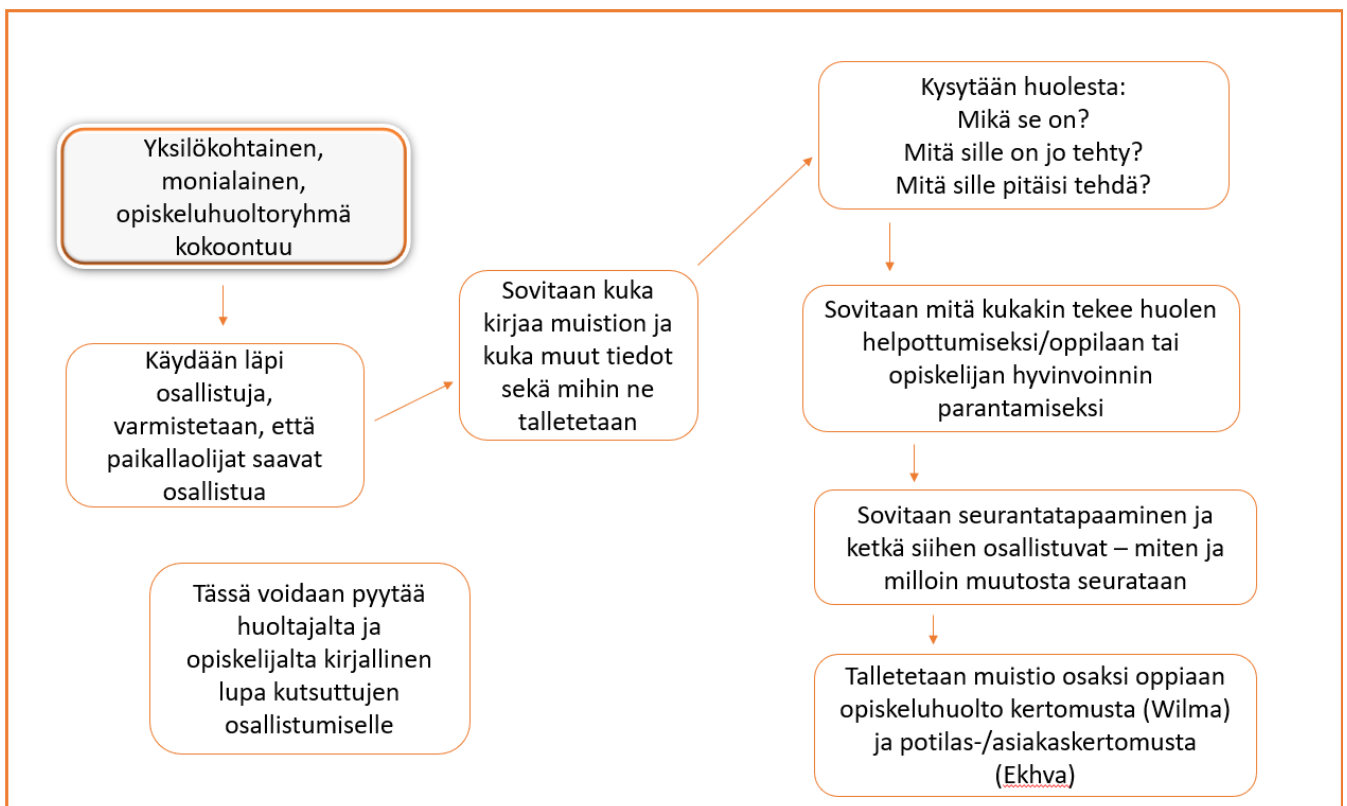 Yksilökohtainen,
monialainen,
opiskeluhuoltoryhmä
kokoontuu
Käydään läpi
osallistuja,
varmistetaan, että
paikallaolijat saavat
osallistua
Tässä voidaan pyytää
huoltajalta ja
opiskelijalta kirjallinen
lupa kutsuttujen
osallistumiselle
Sovitaan kuka
kirjaa muistion ja
kuka muut tiedot
sekä mihin ne
talletetaan
Kysytään huolesta:
Mikä se on?
Mitä sille on jo tehty?
Mitä sille pitäisi tehdä?
Sovitaan mitä kukakin tekee huolen
helpottumiseksi/oppilaan tai
opiskelijan hyvinvoinnin
parantamiseksi
Sovitaan seurantatapaaminen ja
ketkä siihen osallistuvat – miten ja
milloin muutosta seurataan
Talletetaan muistio osaksi oppiaan
opiskeluhuolto kertomusta (Wilma)
ja potilas-/asiakaskertomusta
(Ekhva)